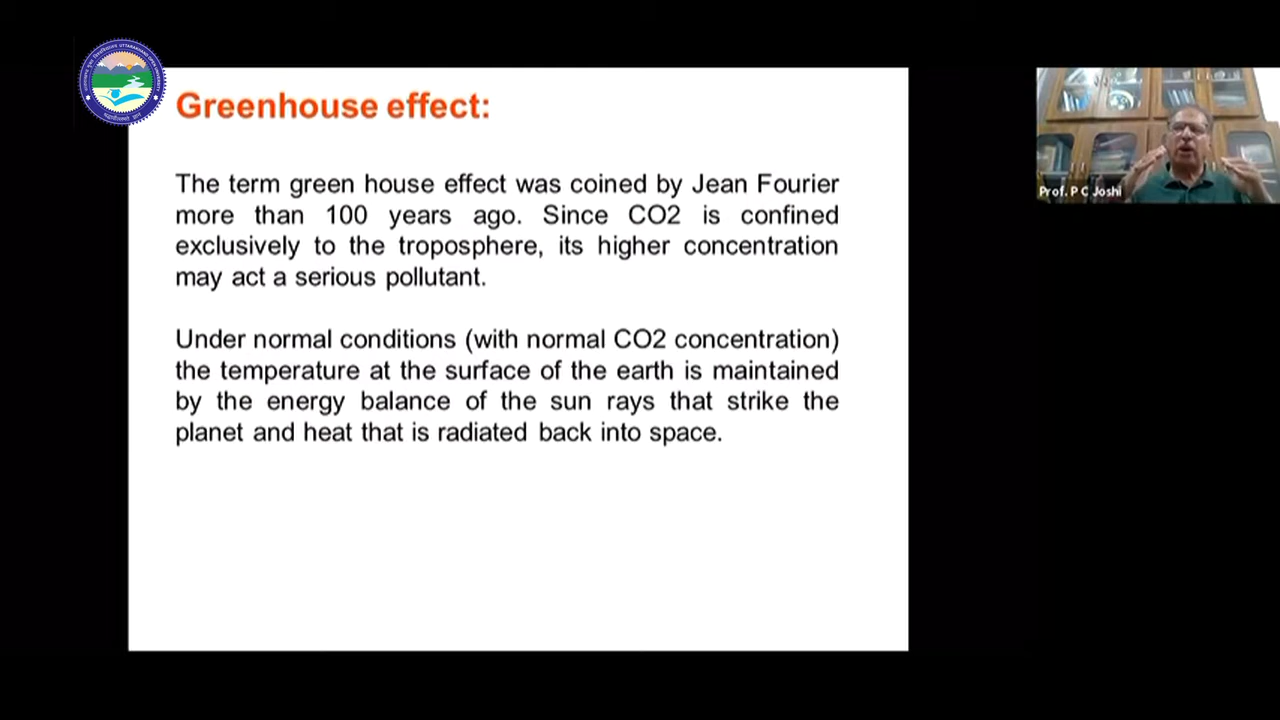 Greenhouse effect:
The term green house effect was coined by Jean Fourier
more than 100 years ago. Since CO2 is confined
exclusively to the troposphere, its higher concentration
may act a serious pollutant.
Under normal conditions (with normal CO2 concentration)
the temperature at the surface of the earth is maintained
by the energy balance of the sun rays that strike the
planet and heat that is radiated back into space.
Prof. P C Joshi